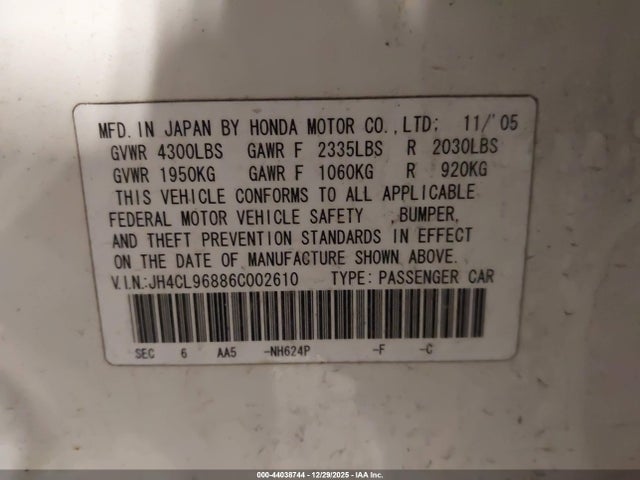 MFD. IN JAPAN BY HONDA MOTOR CO., LTD; 11/'05
GVWR 4300LBS GAWR F 2335LBS R 2030LBS
GVWR 1950KG GAWR F 1060KG R 920KG
THIS VEHICLE CONFORMS TO ALL APPLICABLE
FEDERAL MOTOR VEHICLE SAFETY ,BUMPER,
AND THEFT PREVENTION STANDARDS IN EFFECT
ON THE DATE OF MANUFACTURE SHOWN ABOVE.
V.I.N.:JH4CL96886C002610 TYPE: PASSENGER CAR
SEC 6 AA5 -NH624P -F -C
000-44038744 - 12/29/2025 - IAA Inc.